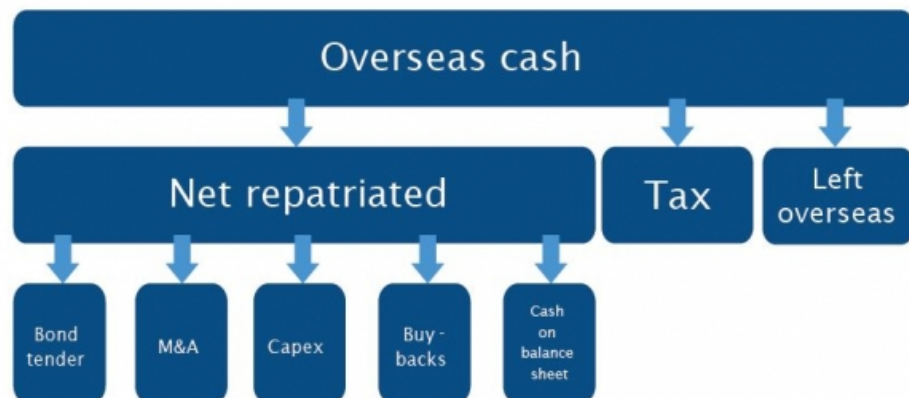 Overseas cash
Net repatriated
Tax
Left
overseas
Bond
tender
M&A
Capex
Buy-
backs
Cash
on
balance
sheet